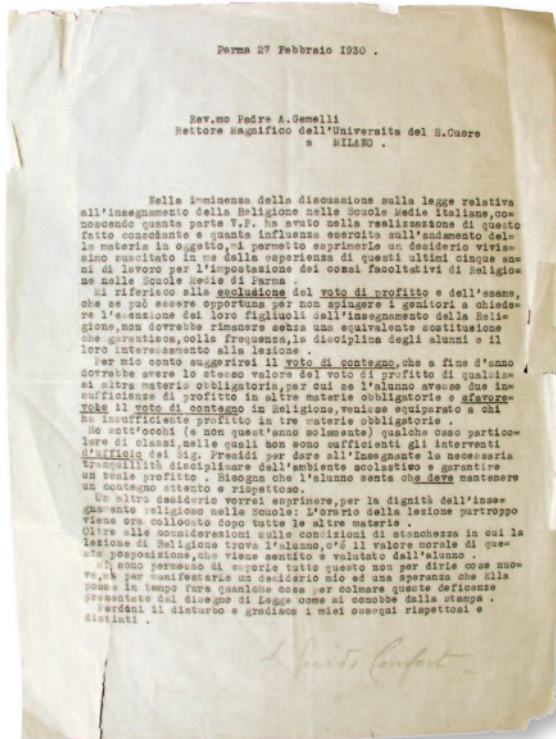 Parma 27 Febbraio 1930 .
Rev.mo Padre A.Gemelli
Rettore Magnifico dell'Universita del S.Cuore
a MILANO .
Nella imminenza della discussione sulla legge relativa
all'insegnamento della Religione nelle Scuole Medie italiane,co=
noscendo quanta parte V.P. ha avuto nella realizzazione di questo
fatto consolante e quanta influenza esercita sull'andamento del=
la materia in oggetto,mi permetto esprimerLe un desiderio vivis=
simo suscitato in me dalla esperienza di questi ultimi cinque an=
ni di lavoro per l'impostazione dei corsi facoltativi di Religio=
ne nelle Scuole Medie di Parma .
Mi riferisco alla esclusione del voto di profitto e dell'esame,
che se può essere opportuna per non spingere i genitori a chiede=
re l'esenzione dei loro figliuoli dall'insegnamento della Reli=
gione,non dovrebbe rimanere senza una equivalente sostituzione
che garantisca,colla frequenza,la disciplina degli alunni e il
loro interessamento alla lezione .
Per mio conto suggerirei il voto di contegno,che a fine d'anno
dovrebbe avere lo stesso valore del voto di profitto di qualsia=
si altra materia obbligatoria,per cui se l'alunno avesse due in=
sufficienze di profitto in altre materie obbligatorie e sfavore=
vole il voto di contegno in Religione,venisse equiparato a chi
ha insufficiente profitto in tre materie obbligatorie .
Ho sott'occhi (e non quest'anno solamente) qualche caso partico=
lare di classi,nelle quali non sono sufficienti gli interventi
d'ufficio dei Sig. Presidi per dare all'Insegnante la necessaria
tranquillità disciplinare dell'ambiente scolastico e garantire
un reale profitto . Bisogna che l'alunno senta che deve mantenere
un contegno attento e rispettoso.
Un altro desiderio vorrei esprimere,per la dignità dell'inse=
gnamento religioso nelle Scuole: L'orario della lezione purtroppo
viene ora collocato dopo tutte le altre materie .
Oltre alle considerazioni sulle condizioni di stanchezza in cui la
lezione di Religione trova l'alunno,c'é il valore morale di que=
sta posposizione,che viene sentito e valutato dall'alunno .
Mi sono permesso di esporle tutto questo non per dirLe cose nuo=
ve,ma per manifestarLe un desiderio mio ed una speranza che Ella
possa in tempo fare qualche cosa per colmare queste deficenze
presentate dal disegno di Legge come si conobbe dalla stampa .
Perdoni il disturbo e gradisca i miei ossequi rispettosi e
distinti .
Guido Conforti